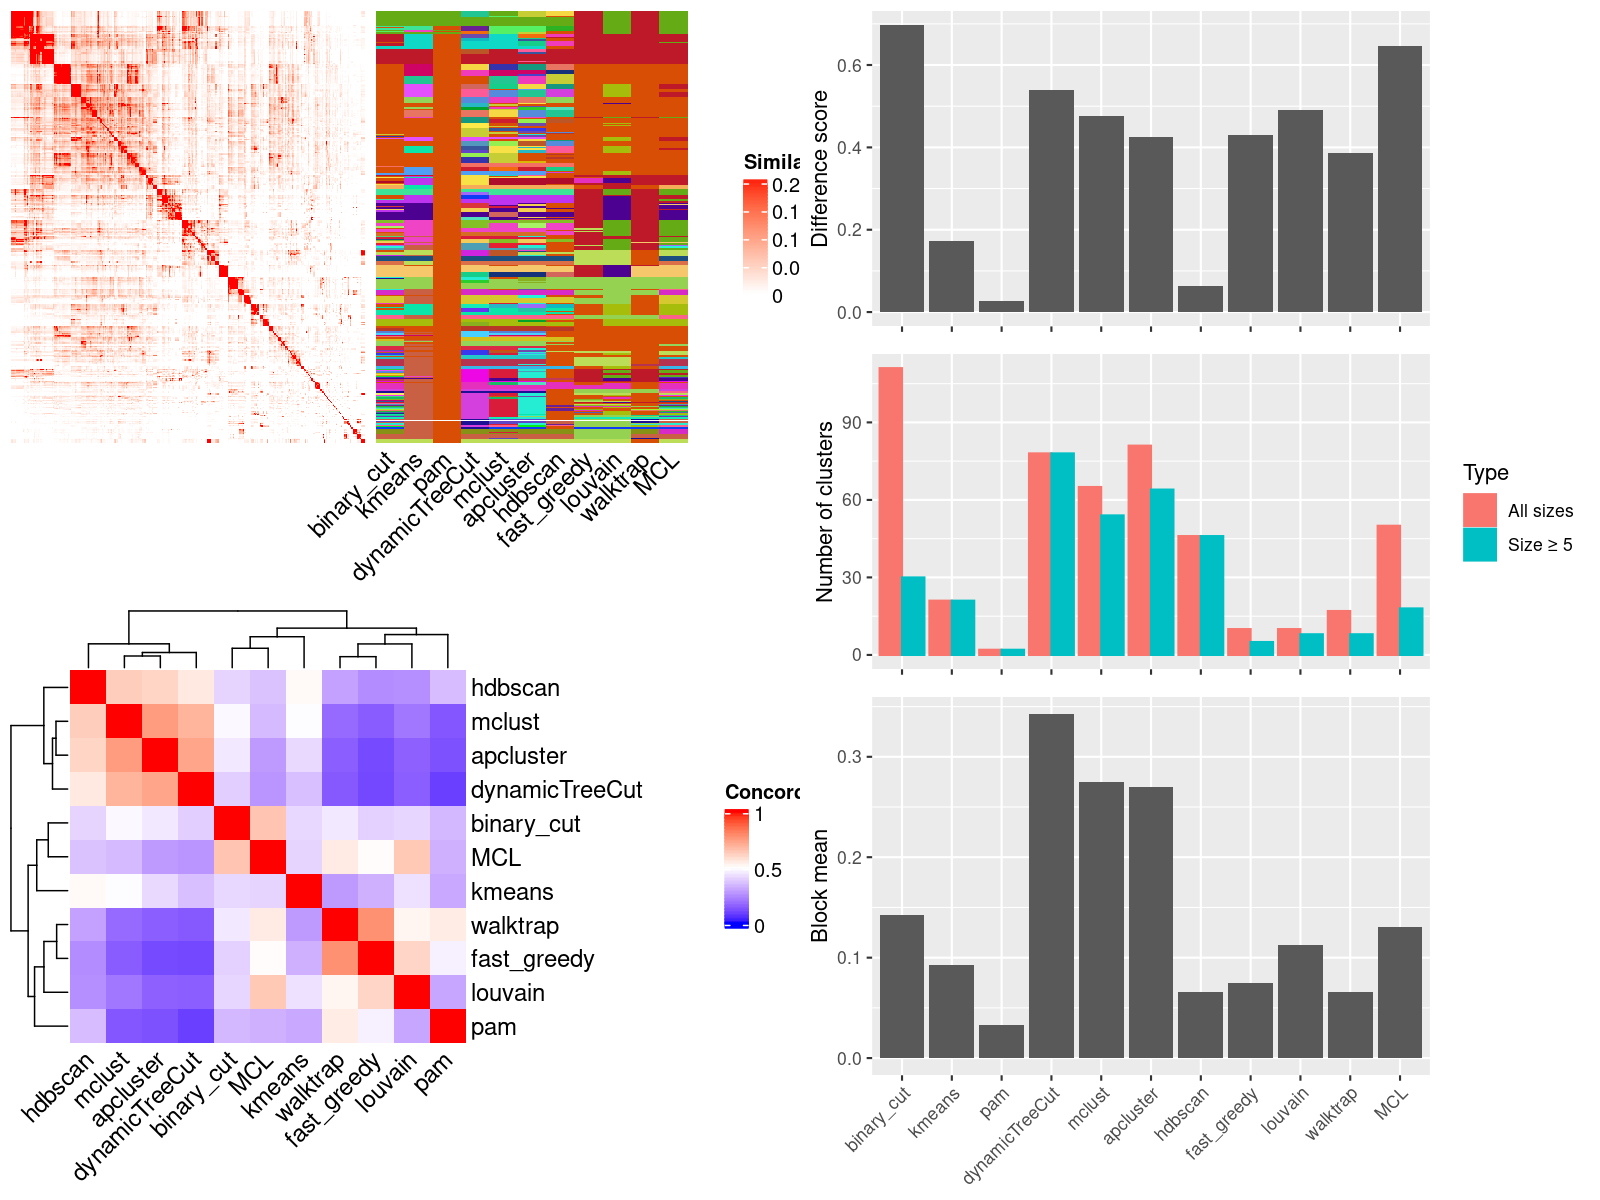 Simila
0.2
0.1
0.1
0.0
0
binary_cut
kmeans
pam
dynamicTreeCut
mclust
apcluster
hdbscan
fast_greedy
louvain
walktrap
MCL
hdbscan
mclust
apcluster
dynamicTreeCut
binary_cut
MCL
kmeans
walktrap
fast_greedy
louvain
pam
hdbscan
mclust
apcluster
dynamicTreeCut
binary_cut
MCL
kmeans
walktrap
fast_greedy
louvain
pam
Concord
1
0.5
0
Difference score
0.6
0.4
0.2
0.0
Number of clusters
90
60
30
0
Type
All sizes
Size ≥ 5
Block mean
0.3
0.2
0.1
0.0
binary_cut
kmeans
pam
dynamicTreeCut
mclust
apcluster
hdbscan
fast_greedy
louvain
walktrap
MCL